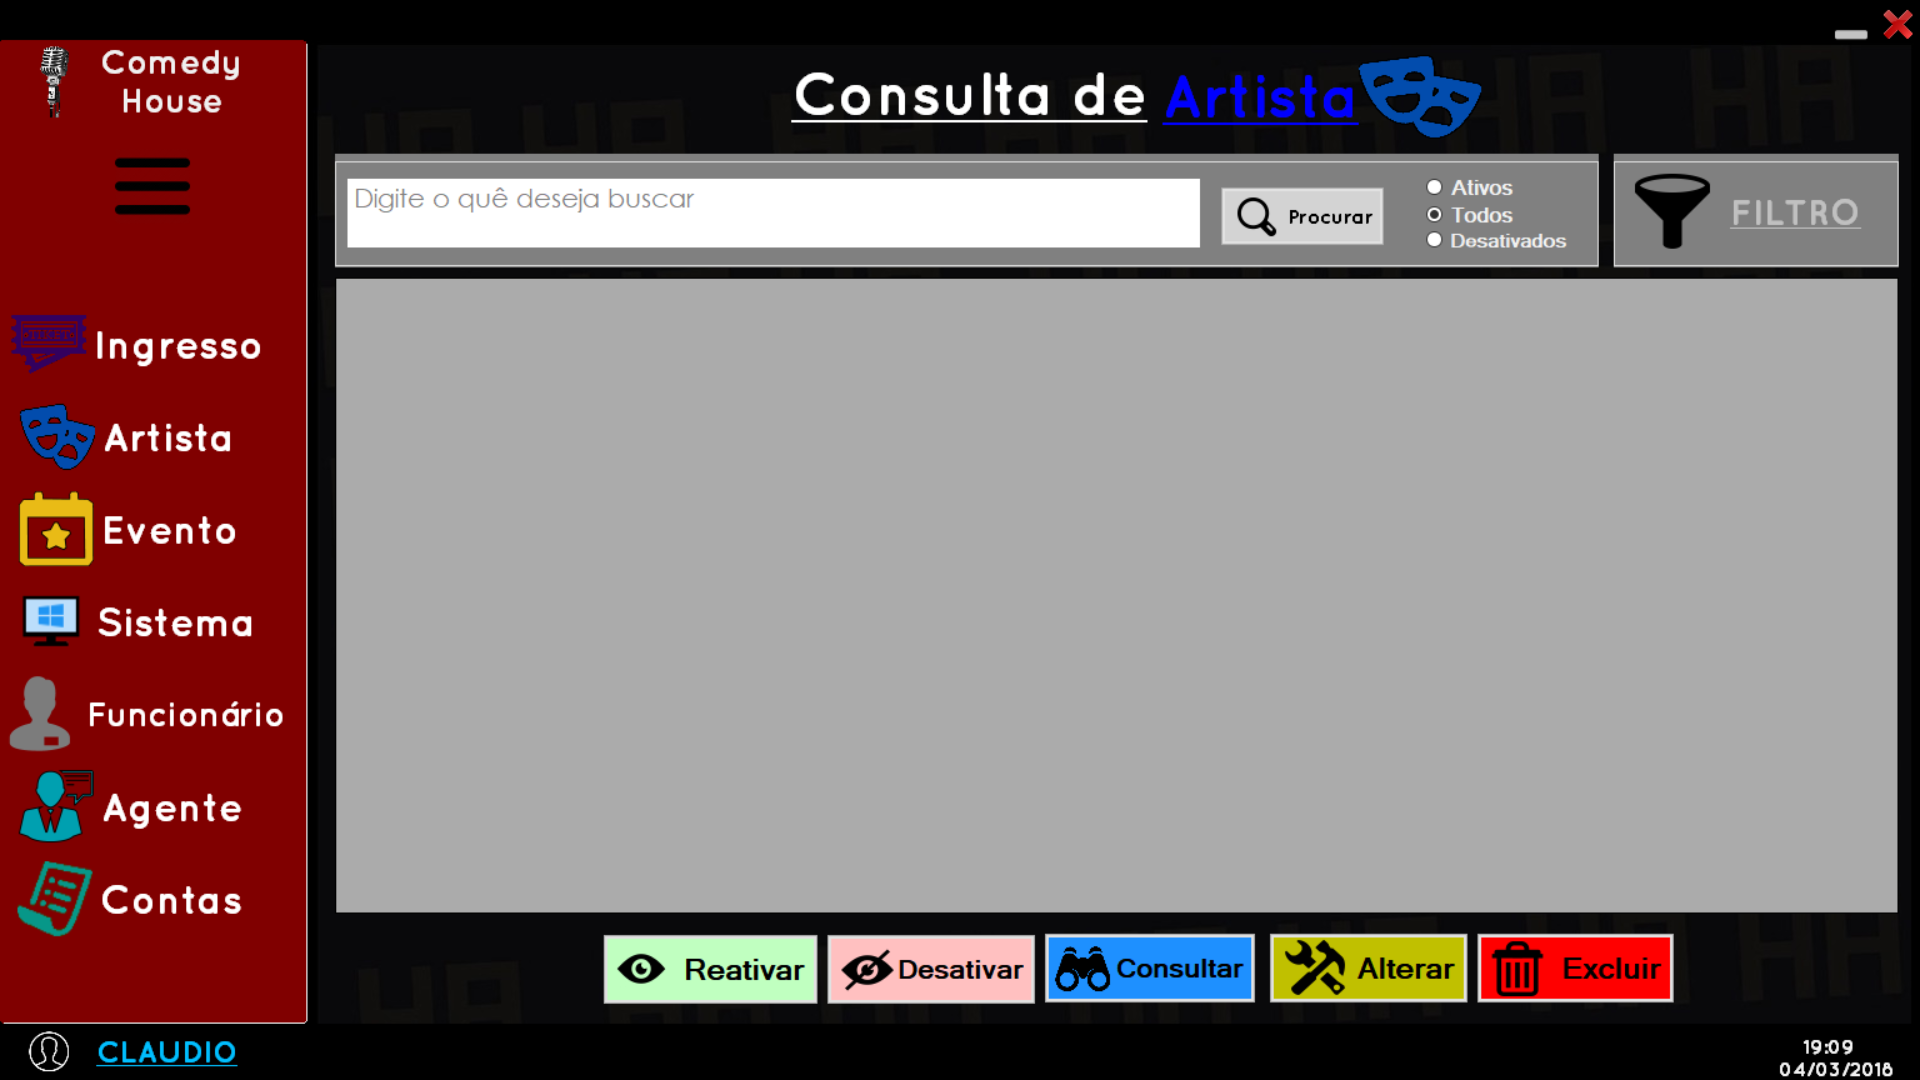 Comedy
House
Consulta de Artista
Digite o quê deseja buscar
Procurar
Ativos
Todos
Desativados
FILTRO
Ingresso
Artista
Evento
Sistema
Funcionário
Agente
Contas
Reativar
Desativar
Consultar
Alterar
Excluir
CLAUDIO
19:09
04/03/2018